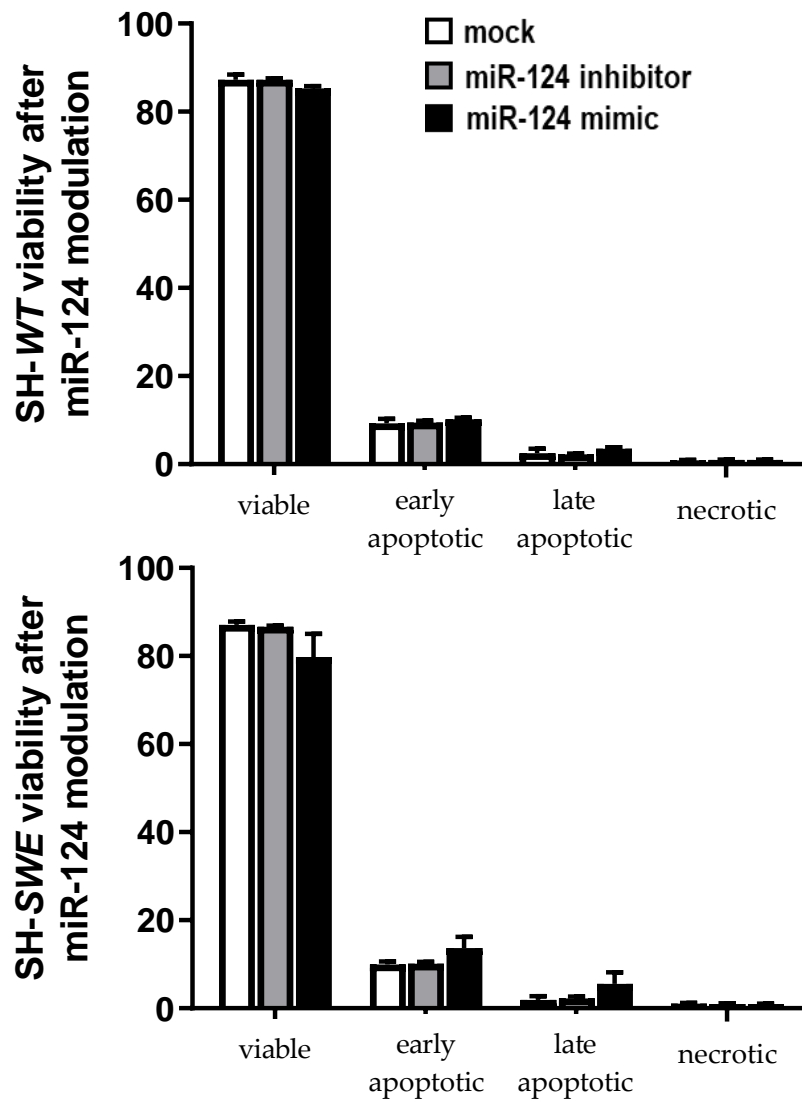 mock
miR-124 inhibitor
miR-124 mimic
SH-WT viability after
miR-124 modulation
100
80
60
40
20
0
viable
early
apoptotic
late
apoptotic
necrotic
SH-SWE viability after
miR-124 modulation
100
80
60
40
20
0
viable
early
apoptotic
late
apoptotic
necrotic